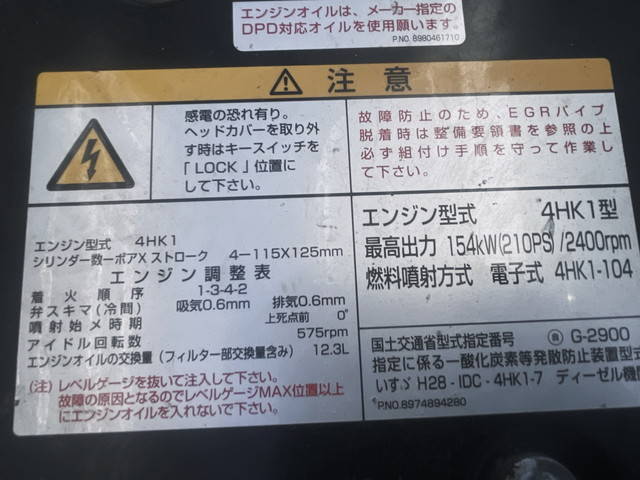 エンジンオイルは、メーカー指定の
DPD対応オイルを使用願います。
P.NO. 8980461710
注意
感電の恐れ有り。
ヘッドカバーを取り外
す時はキースイッチを
「LOCK」位置に
して下さい。
故障防止のため、EGRパイプ
脱着時は整備要領書を参照の上
必ず組付け手順を守って作業し
て下さい。
エンジン型式 4HK1
シリンダー数ーボアXストローク 4-115X125mm
エンジン調整表
着火順序 1-3-4-2
弁スキマ(冷間) 吸気0.6mm 排気0.6mm
噴射始メ時期 上死点前 0°
アイドル回転数 575rpm
エンジンオイルの交換量(フィルター部交換量含み) 12.3L
(注)レベルゲージを抜いて注入して下さい。
故障の原因となるのでレベルゲージMAX位置以上
にエンジンオイルを入れないで下さい。
エンジン型式 4HK1型
最高出力 154kW(210PS)/2400rpm
燃料噴射方式 電子式 4HK1-104
国土交通省型式指定番号 G-2900
指定に係る一酸化炭素等発散防止装置型式
いすゞH28-IDC-4HK1-7 ディーゼル機関
P.NO.8974894280